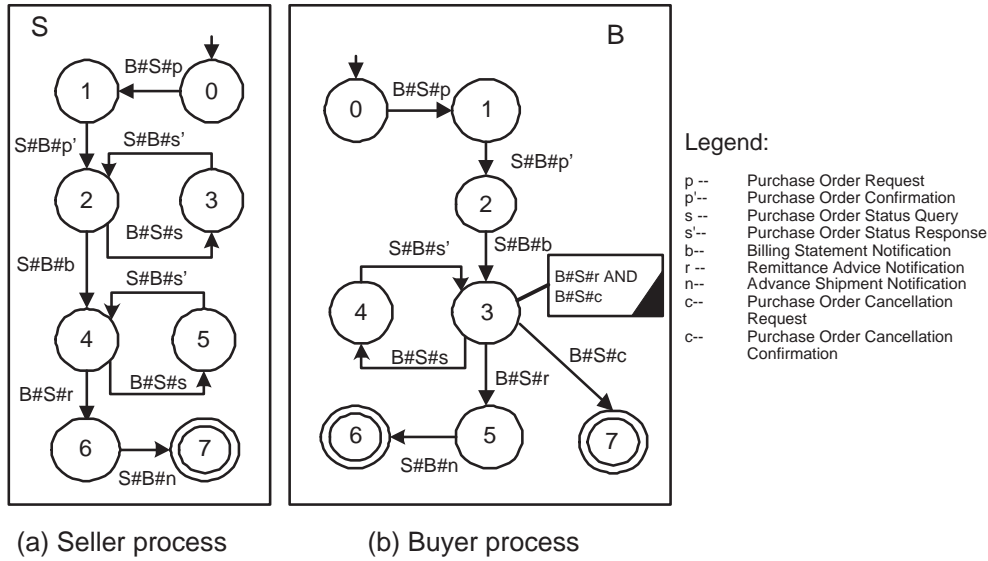 S
B#S#p
1
0
S#B#p’
S#B#s’
2
3
B#S#s
S#B#b
S#B#s’
4
5
B#S#s
B#S#r
6
7
S#B#n
(a) Seller process
B
0
B#S#p
1
S#B#p’
2
S#B#b
S#B#s’
B#S#r AND
B#S#c
4
3
B#S#s
B#S#c
B#S#r
6
5
7
S#B#n
(b) Buyer process
Legend:
p -- Purchase Order Request
p'-- Purchase Order Confirmation
s -- Purchase Order Status Query
s'-- Purchase Order Status Response
b-- Billing Statement Notification
r -- Remittance Advice Notification
n-- Advance Shipment Notification
c-- Purchase Order Cancellation
Request
c-- Purchase Order Cancellation
Confirmation